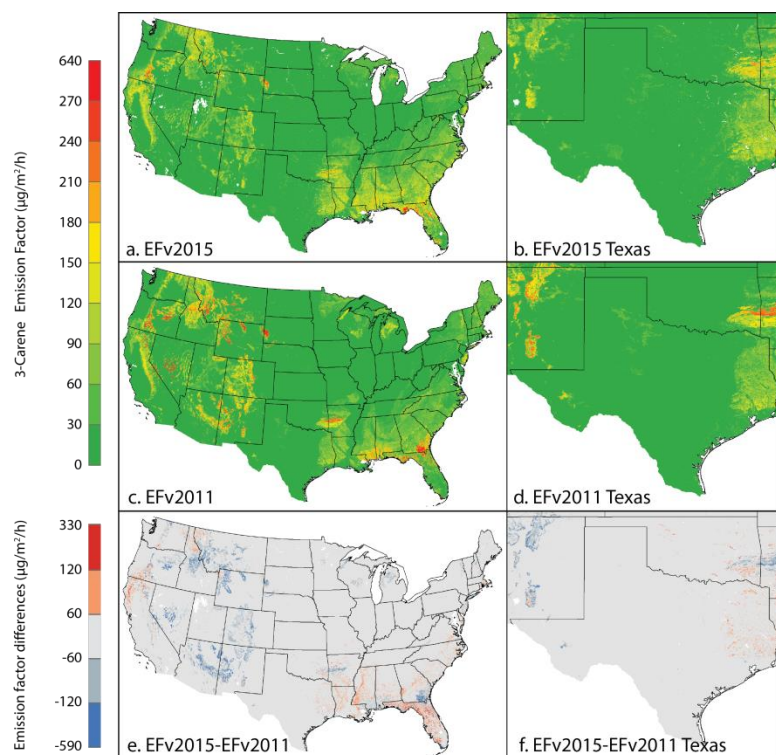 3-Carene Emission Factor (µg/m²/h)
640
270
240
210
180
150
120
90
60
30
0
a. EFv2015
b. EFv2015 Texas
c. EFv2011
d. EFv2011 Texas
Emission factor differences (µg/m²/h)
330
120
60
-60
-120
-590
e. EFv2015-EFv2011
f. EFv2015-EFv2011 Texas